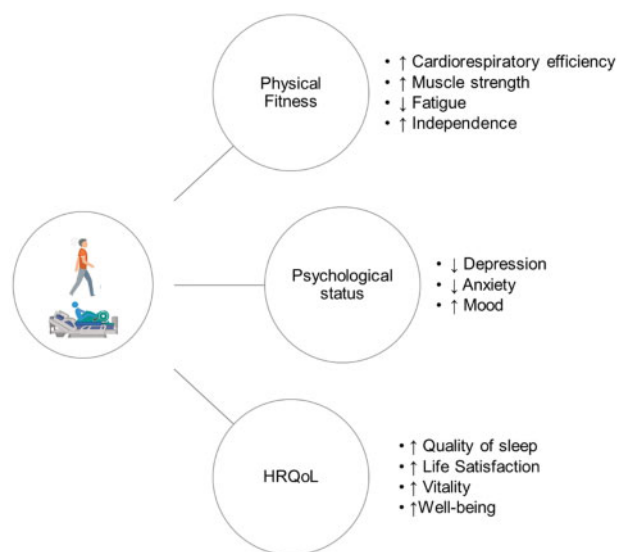 Physical
Fitness
• ↑ Cardiorespiratory efficiency
• ↑ Muscle strength
• ↓ Fatigue
• ↑ Independence
Psychological
status
• ↓ Depression
• ↓ Anxiety
• ↑ Mood
HRQoL
• ↑ Quality of sleep
• ↑ Life Satisfaction
• ↑ Vitality
• ↑Well-being